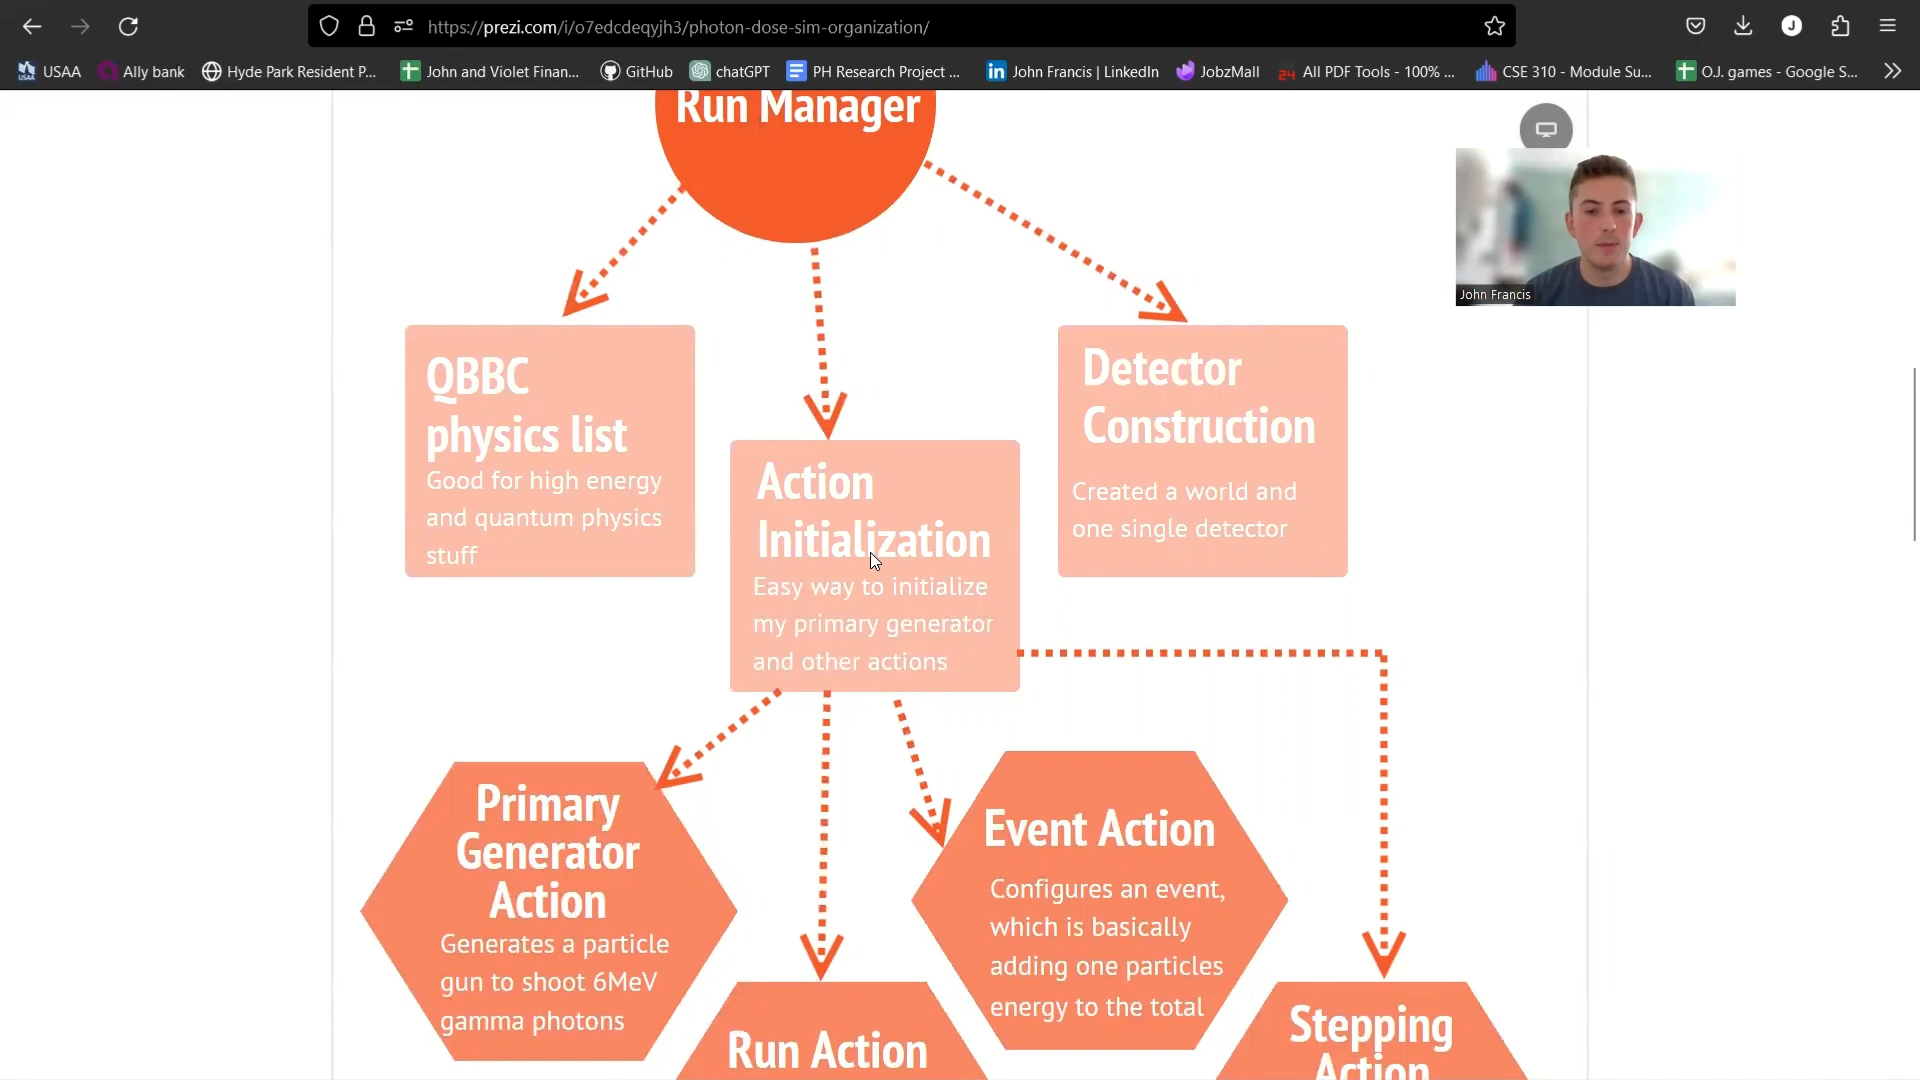 https://prezi.com/i/o7edcdeqyjh3/photon-dose-sim-organization/
J
USAA
USAA
Ally bank
Hyde Park Resident P...
John and Violet Finan...
GitHub
chatGPT
PH Research Project ...
in
John Francis | LinkedIn
JobzMall
24
All PDF Tools - 100% ...
CSE 310 - Module Su...
O.J. games - Google S...
Run Manager
John Francis
QBBC
physics list
Good for high energy
and quantum physics
stuff
Action
Initialization
Easy way to initialize
my primary generator
and other actions
Detector
Construction
Created a world and
one single detector
Primary
Generator
Action
Generates a particle
gun to shoot 6MeV
gamma photons
Run Action
Event Action
Configures an event,
which is basically
adding one particles
energy to the total
Stepping
Action